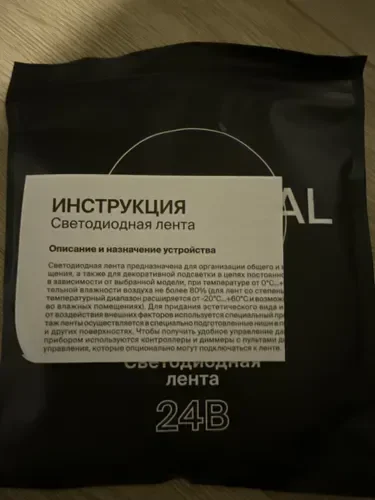 AL
ИНСТРУКЦИЯ
Светодиодная лента
Описание и назначение устройства
Светодиодная лента предназначена для организации общего и
щения, а также для декоративной подсветки в целях постоянно
в зависимости от выбранной модели, при температуре от 0°С...+
тельной влажности воздуха не более 80% (для лент со степень
температурный диапазон расширяется от -20°С...+60°С и возмож
во влажных помещениях). Для придания эстетического вида и
от воздействия внешних факторов используется специальный пр
таж ленты осуществляется в специально подготовленные ниши
и других поверхностях. Чтобы получить удобное управление
прибором используются контроллеры и диммеры с пультами
управления, которые опционально могут подключаться к ленте
Светодиодная
лента
24В